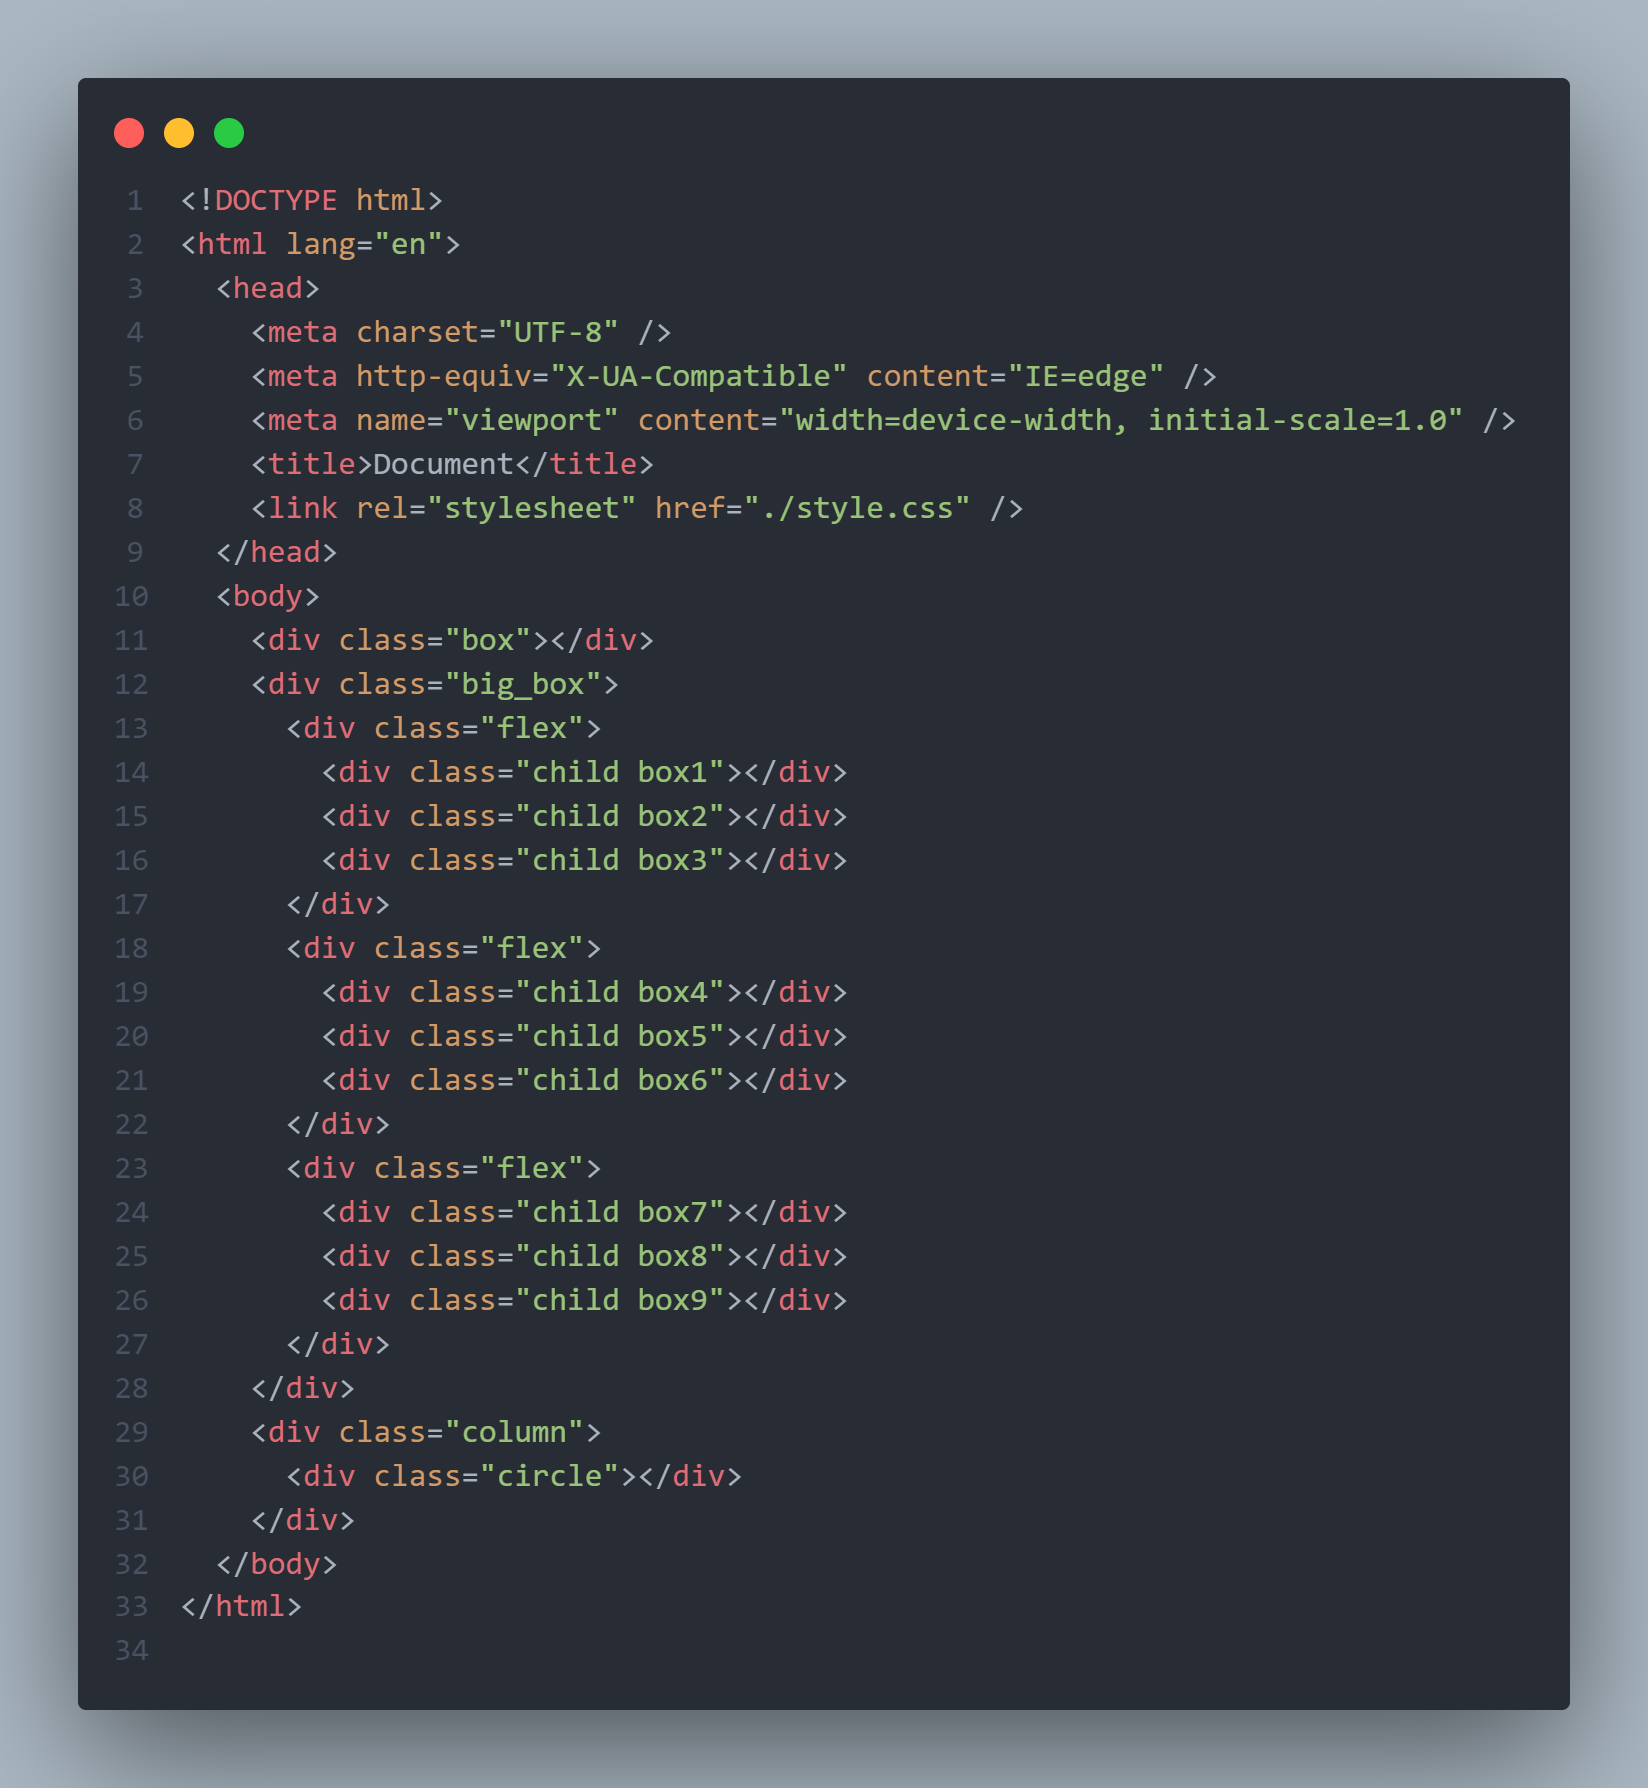 1 <!DOCTYPE html>
2 <html lang="en">
3   <head>
4     <meta charset="UTF-8" />
5     <meta http-equiv="X-UA-Compatible" content="IE=edge" />
6     <meta name="viewport" content="width=device-width, initial-scale=1.0" />
7     <title>Document</title>
8     <link rel="stylesheet" href="./style.css" />
9   </head>
10   <body>
11     <div class="box"></div>
12     <div class="big_box">
13       <div class="flex">
14         <div class="child box1"></div>
15         <div class="child box2"></div>
16         <div class="child box3"></div>
17       </div>
18       <div class="flex">
19         <div class="child box4"></div>
20         <div class="child box5"></div>
21         <div class="child box6"></div>
22       </div>
23       <div class="flex">
24         <div class="child box7"></div>
25         <div class="child box8"></div>
26         <div class="child box9"></div>
27       </div>
28     </div>
29     <div class="column">
30       <div class="circle"></div>
31     </div>
32   </body>
33 </html>
34